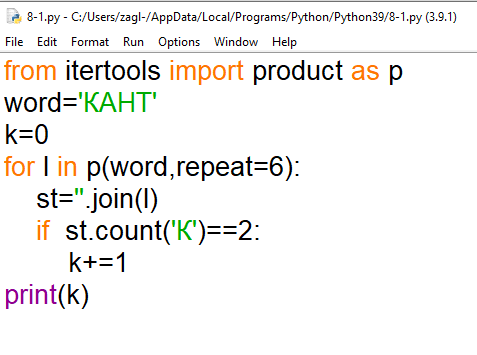 8-1.py - C:/Users/zagl-/AppData/Local/Programs/Python/Python39/8-1.py (3.9.1)
File Edit Format Run Options Window Help
from itertools import product as p
word='КАНТ'
k=0
for l in p(word,repeat=6):
st=''.join(l)
if st.count('К')==2:
k+=1
print(k)